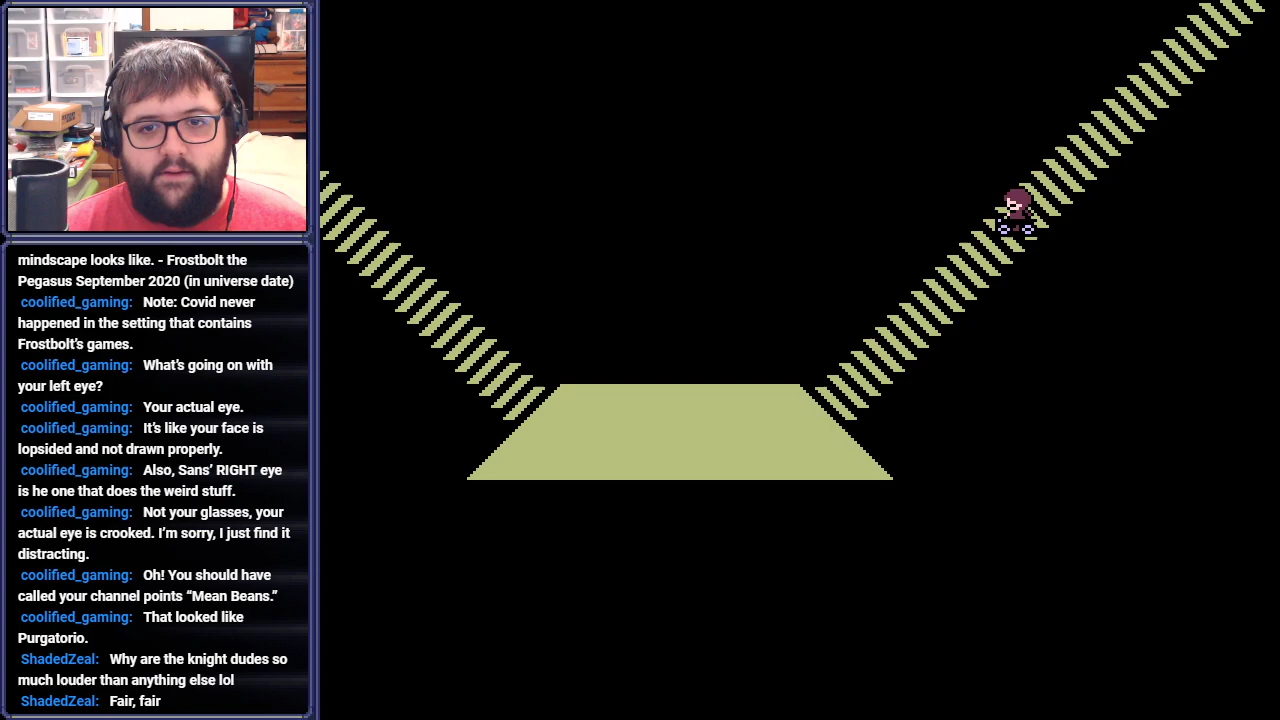 mindscape looks like. - Frostbolt the
Pegasus September 2020 (in universe date)
coolified_gaming: Note: Covid never
happened in the setting that contains
Frostbolt's games.
coolified_gaming: What's going on with
your left eye?
coolified_gaming: Your actual eye.
coolified_gaming: It's like your face is
lopsided and not drawn properly.
coolified_gaming: Also, Sans' RIGHT eye
is he one that does the weird stuff.
coolified_gaming: Not your glasses, your
actual eye is crooked. I'm sorry, I just find it
distracting.
coolified_gaming: Oh! You should have
called your channel points “Mean Beans.”
coolified_gaming: That looked like
Purgatorio.
ShadedZeal: Why are the knight dudes so
much louder than anything else lol
ShadedZeal: Fair, fair